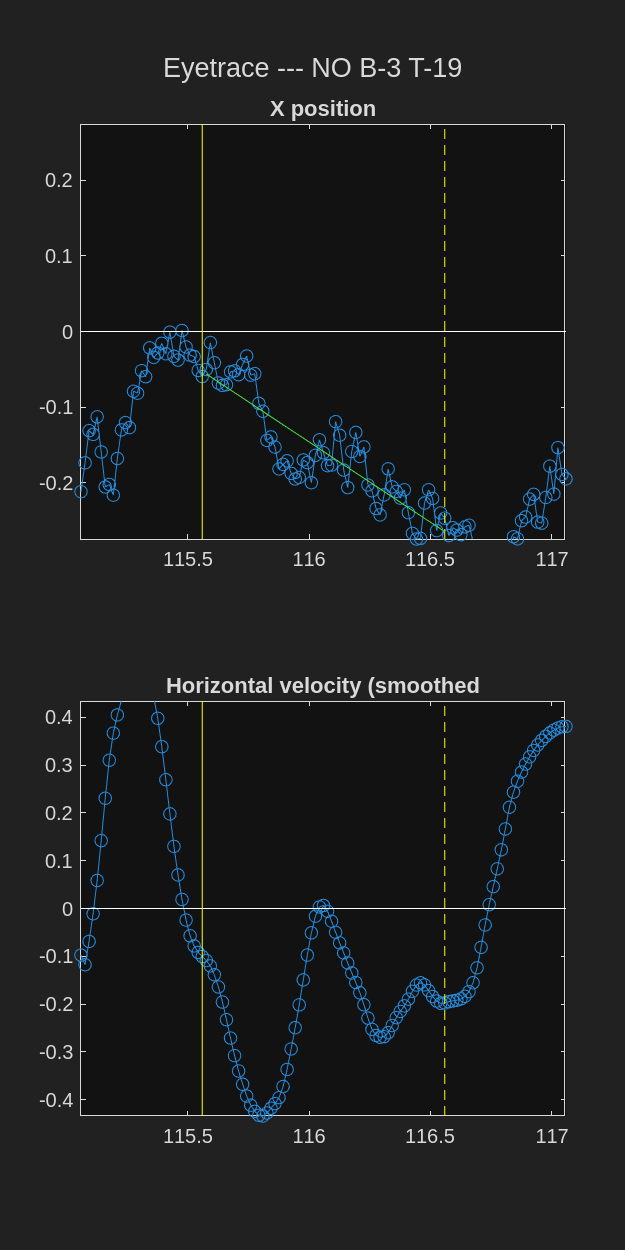 Eyetrace --- NO B-3 T-19
X position
0.2
0.1
0
-0.1
-0.2
115.5 116 116.5 117
Horizontal velocity (smoothed
0.4
0.3
0.2
0.1
0
-0.1
-0.2
-0.3
-0.4
115.5 116 116.5 117